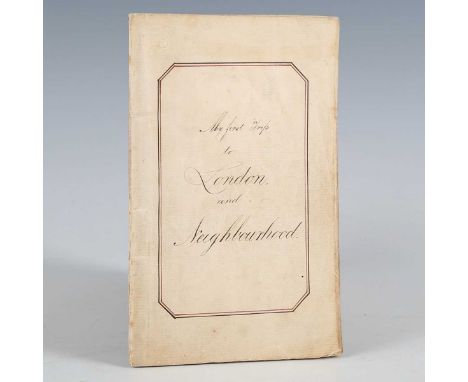 My first Trip
to
London,
and
Neighbourhood